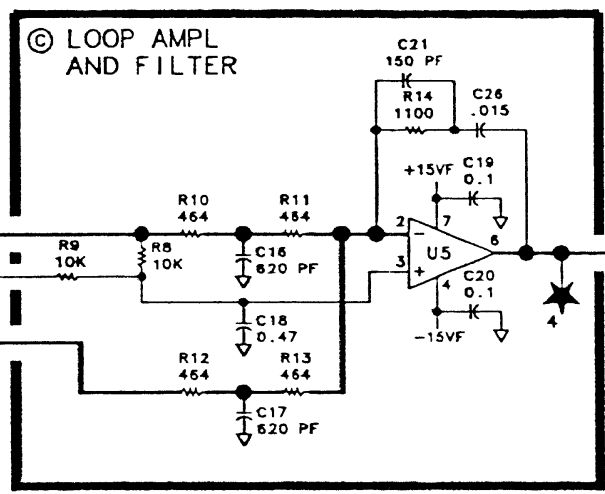 © LOOP AMPL
AND FILTER
C21
150 PF
R14
1100
C26
.015
+15VF
C19
0.1
R10
464
R11
464
2
−
7
6
U5
3
+
4
R9
10K
R8
10K
C16
620 PF
C20
0.1
−15VF
4
C18
0.47
R12
464
R13
464
C17
620 PF